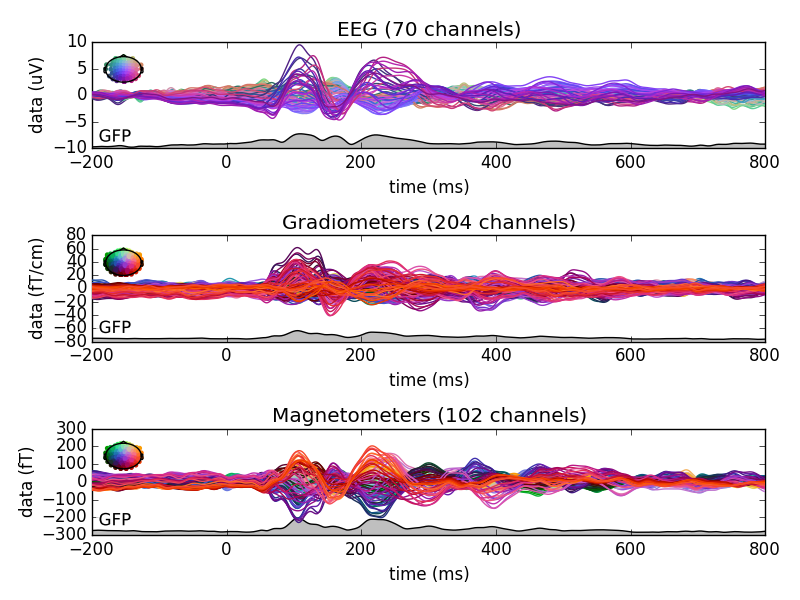 EEG (70 channels)
data (uV)
10
5
0
−5
−10
GFP
−200 0 200 400 600 800
time (ms)
Gradiometers (204 channels)
data (fT/cm)
80
60
40
20
0
−20
−40
−60
−80
GFP
−200 0 200 400 600 800
time (ms)
Magnetometers (102 channels)
data (fT)
300
200
100
0
−100
−200
−300
GFP
−200 0 200 400 600 800
time (ms)